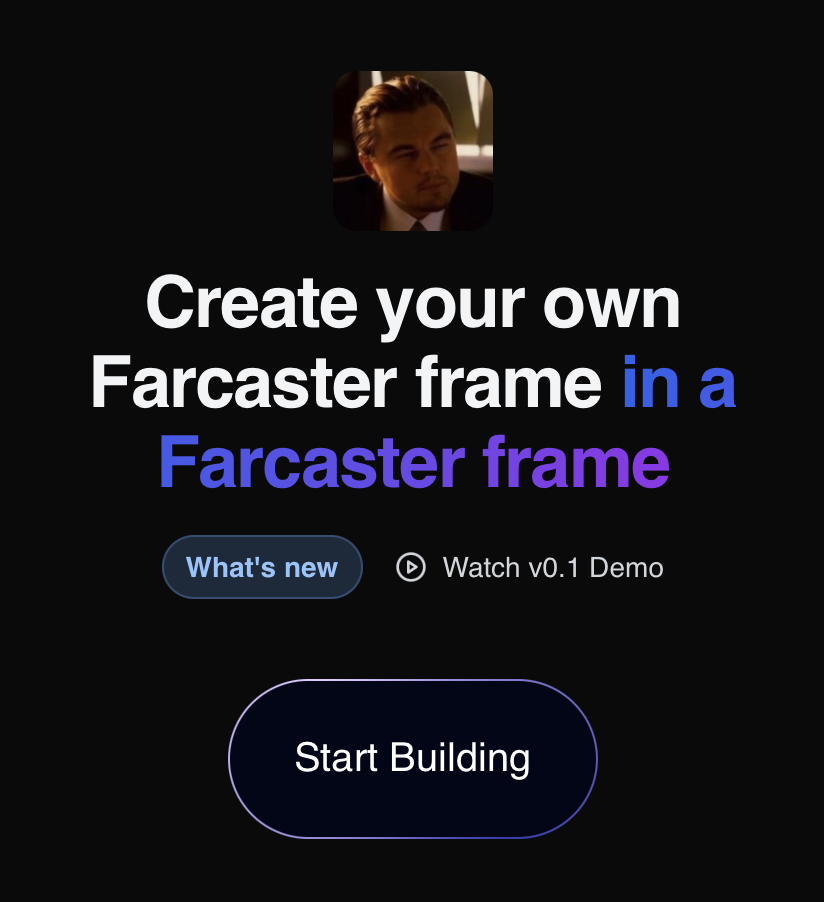 Create your own
Farcaster frame in a
Farcaster frame
What's new
Watch v0.1 Demo
Start Building